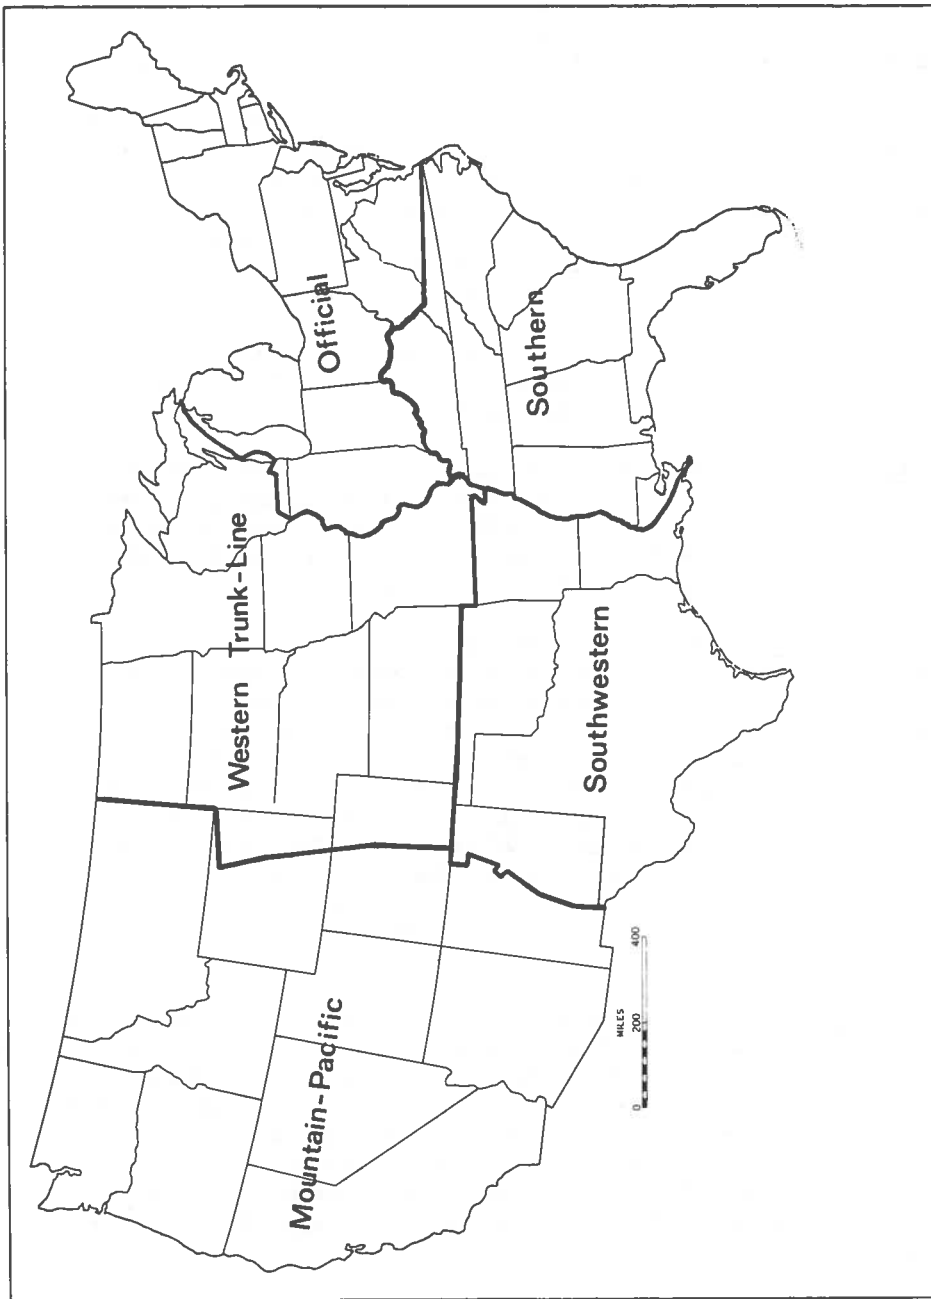 Official
Western Trunk-Line
Mountain-Pacific
Southern
Southwestern
MILES
0 200 400